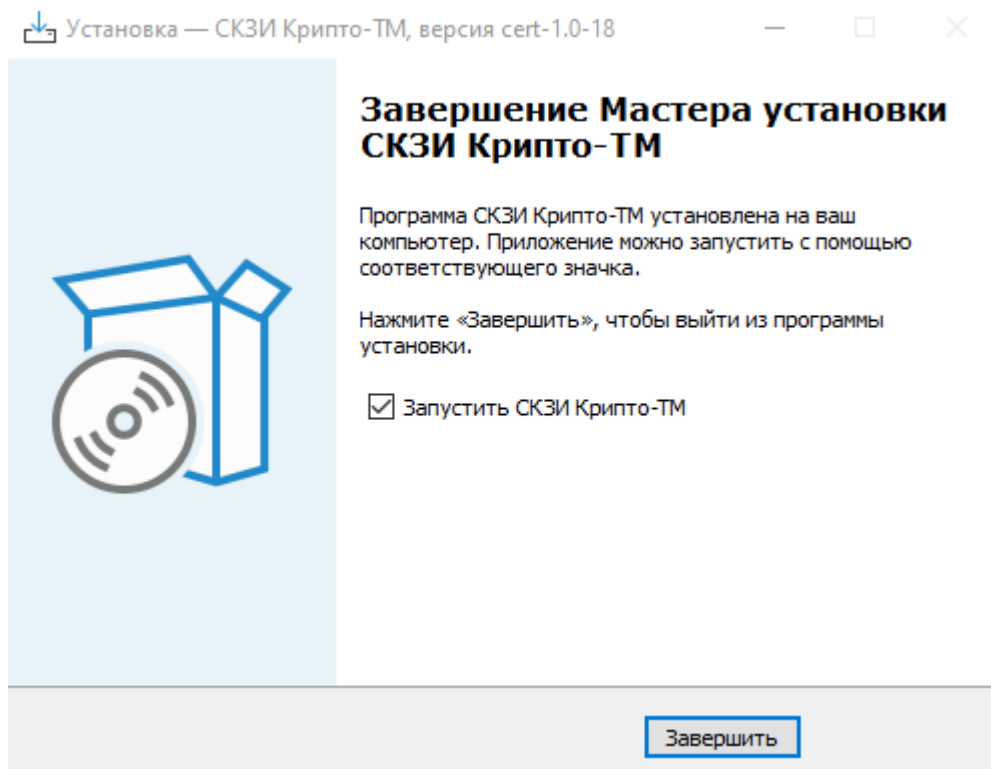 Установка — СКЗИ Крипто-ТМ, версия cert-1.0-18
Завершение Мастера установки
СКЗИ Крипто-ТМ
Программа СКЗИ Крипто-ТМ установлена на ваш
компьютер. Приложение можно запустить с помощью
соответствующего значка.
Нажмите «Завершить», чтобы выйти из программы
установки.
Запустить СКЗИ Крипто-ТМ
Завершить